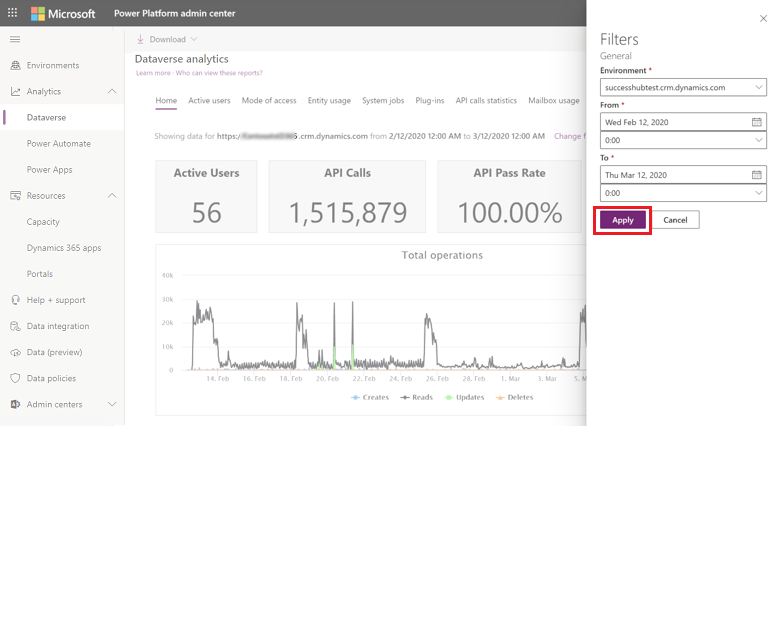 Microsoft Power Platform admin center
Environments
Analytics
Dataverse
Power Automate
Power Apps
Resources
Capacity
Dynamics 365 apps
Portals
Help + support
Data integration
Data (preview)
Data policies
Admin centers
Download
Dataverse analytics
Learn more · Who can view these reports?
Home Active users Mode of access Entity usage System jobs Plug-ins API calls statistics Mailbox usage
Showing data for https:/ .crm.dynamics.com from 2/12/2020 12:00 AM to 3/12/2020 12:00 AM Change f
Active Users
56
API Calls
1,515,879
API Pass Rate
100.00%
Total operations
40k
30k
20k
10k
0
14. Feb 16. Feb 18. Feb 20. Feb 22. Feb 24. Feb 26. Feb 28. Feb 1. Mar 3. Mar 5. M
Creates Reads Updates Deletes
Filters
General
Environment *
successhubtest.crm.dynamics.com
From *
Wed Feb 12, 2020
0:00
To *
Thu Mar 12, 2020
0:00
Apply Cancel